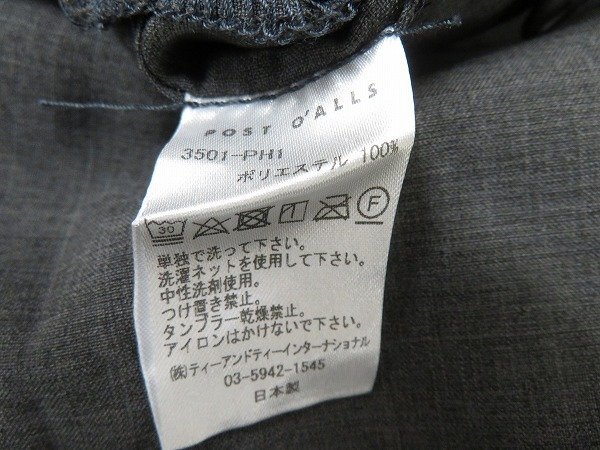 POST O'ALLS
3501-PH1
ポリエステル 100%
30 F
単独で洗って下さい。
洗濯ネットを使用して下さい。
中性洗剤使用。
つけ置き禁止。
タンブラー乾燥禁止。
アイロンはかけないで下さい。
㈱ティーアンドティーインターナショナル
03-5942-1545
日本製